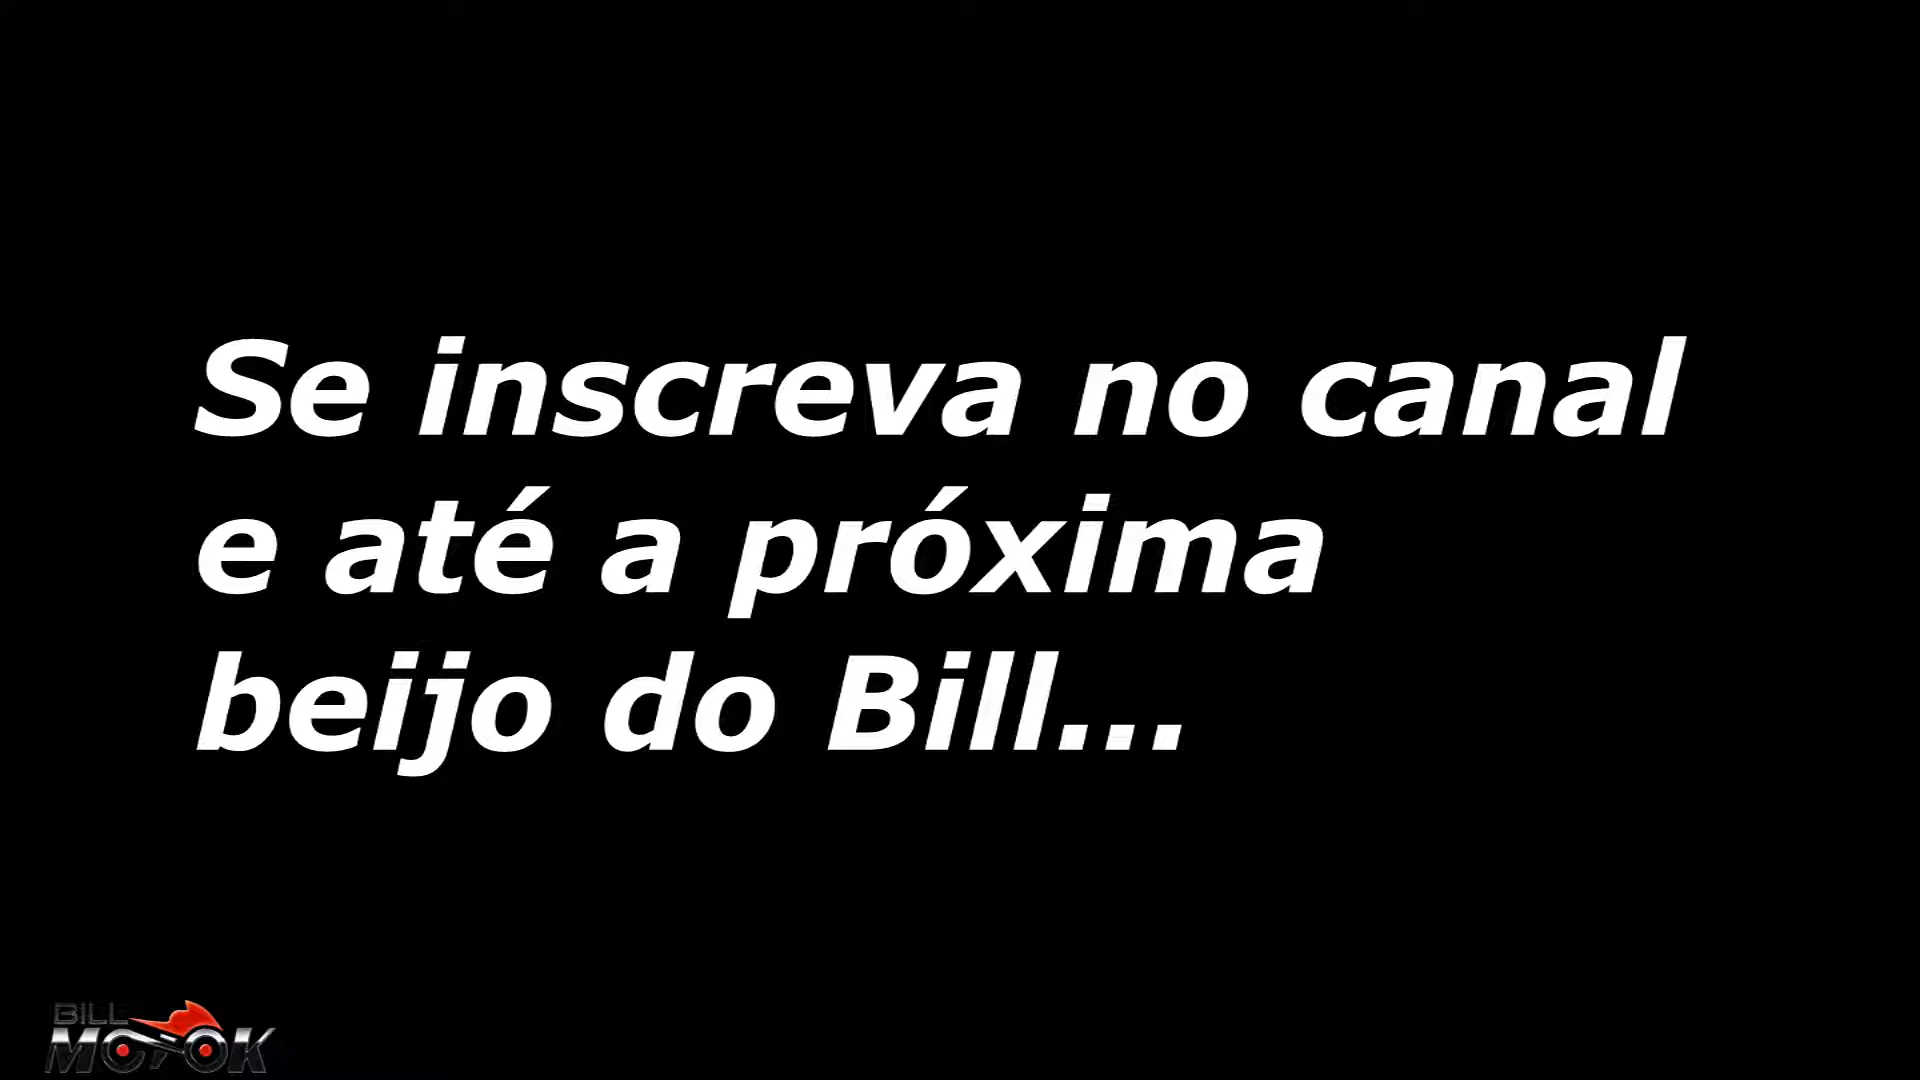 Se inscreva no canal
e até a próxima
beijo do Bill...
BILL
MOTOK